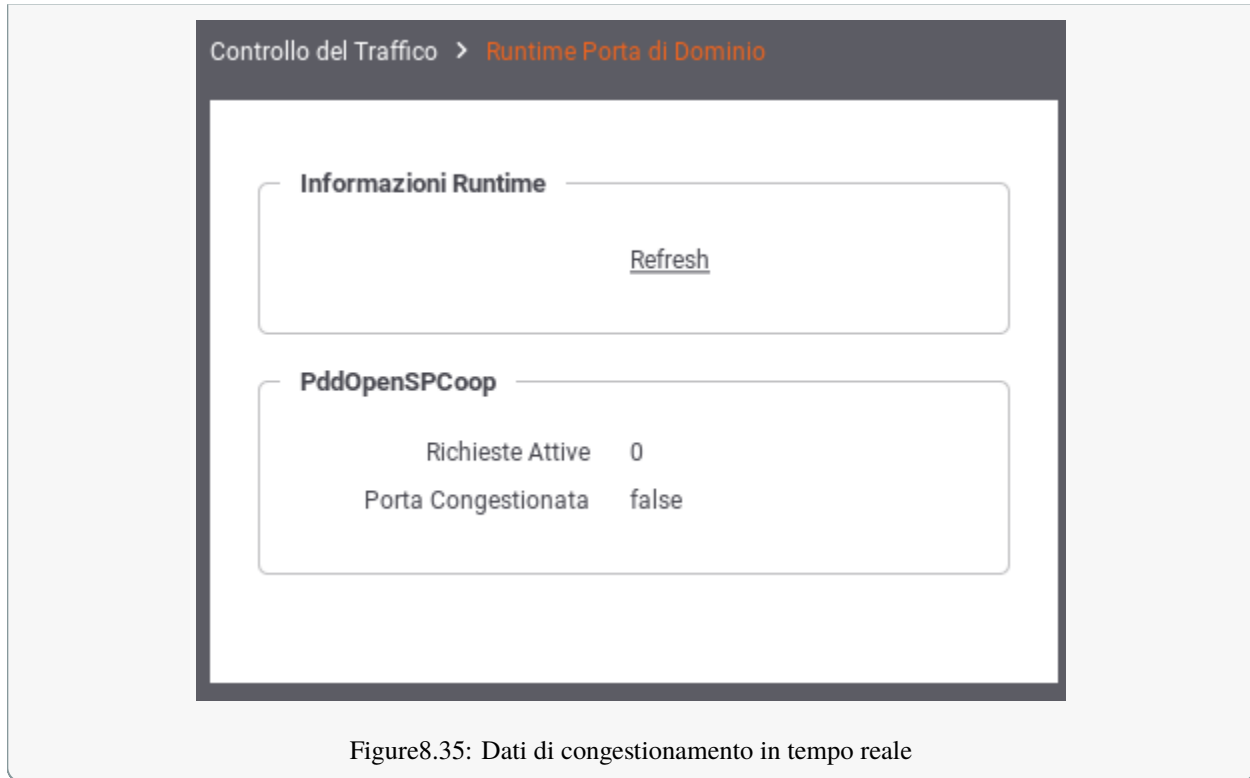 Controllo del Traffico > Runtime Porta di Dominio
Informazioni Runtime
Refresh
PddOpenSPCoop
Richieste Attive 0
Porta Congestionata false
Figure8.35: Dati di congestionamento in tempo reale